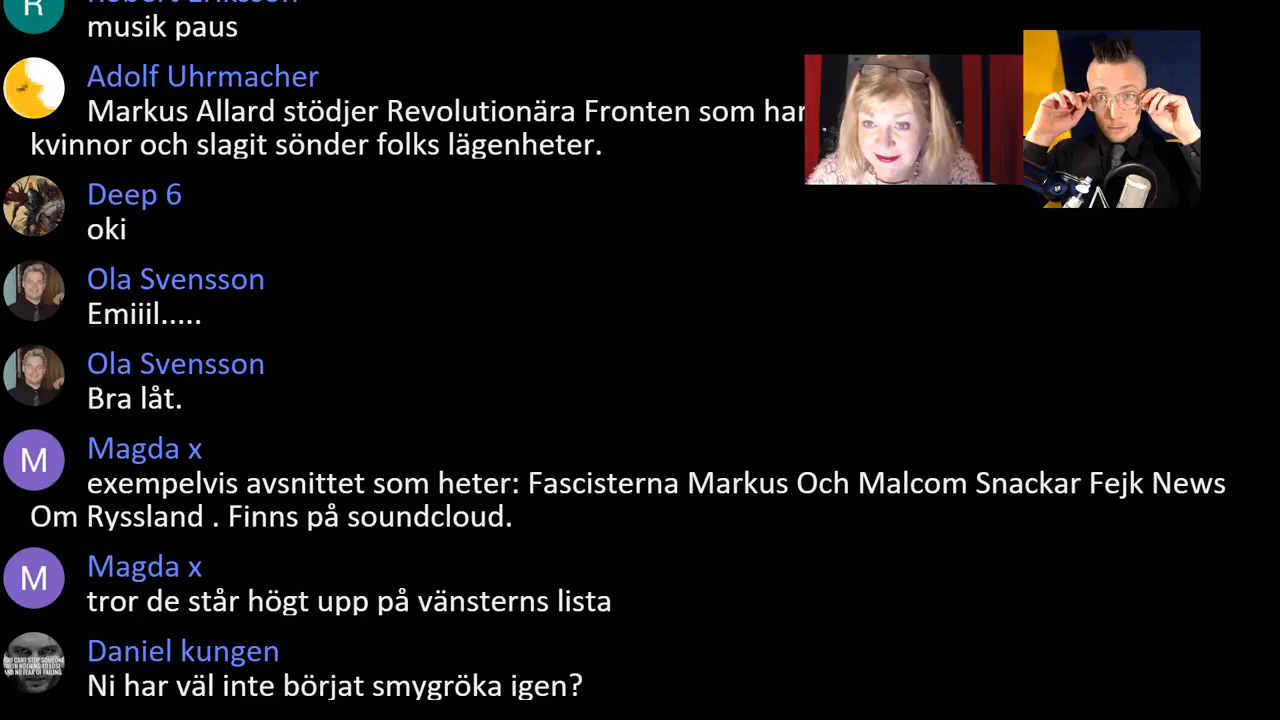 Robert Eriksson
musik paus
Adolf Uhrmacher
Markus Allard stödjer Revolutionära Fronten som har
kvinnor och slagit sönder folks lägenheter.
Deep 6
oki
Ola Svensson
Emiiil.....
Ola Svensson
Bra låt.
M
Magda x
exempelvis avsnittet som heter: Fascisterna Markus Och Malcom Snackar Fejk News
Om Ryssland . Finns på soundcloud.
M
Magda x
tror de står högt upp på vänsterns lista
Daniel kungen
Ni har väl inte börjat smygröka igen?